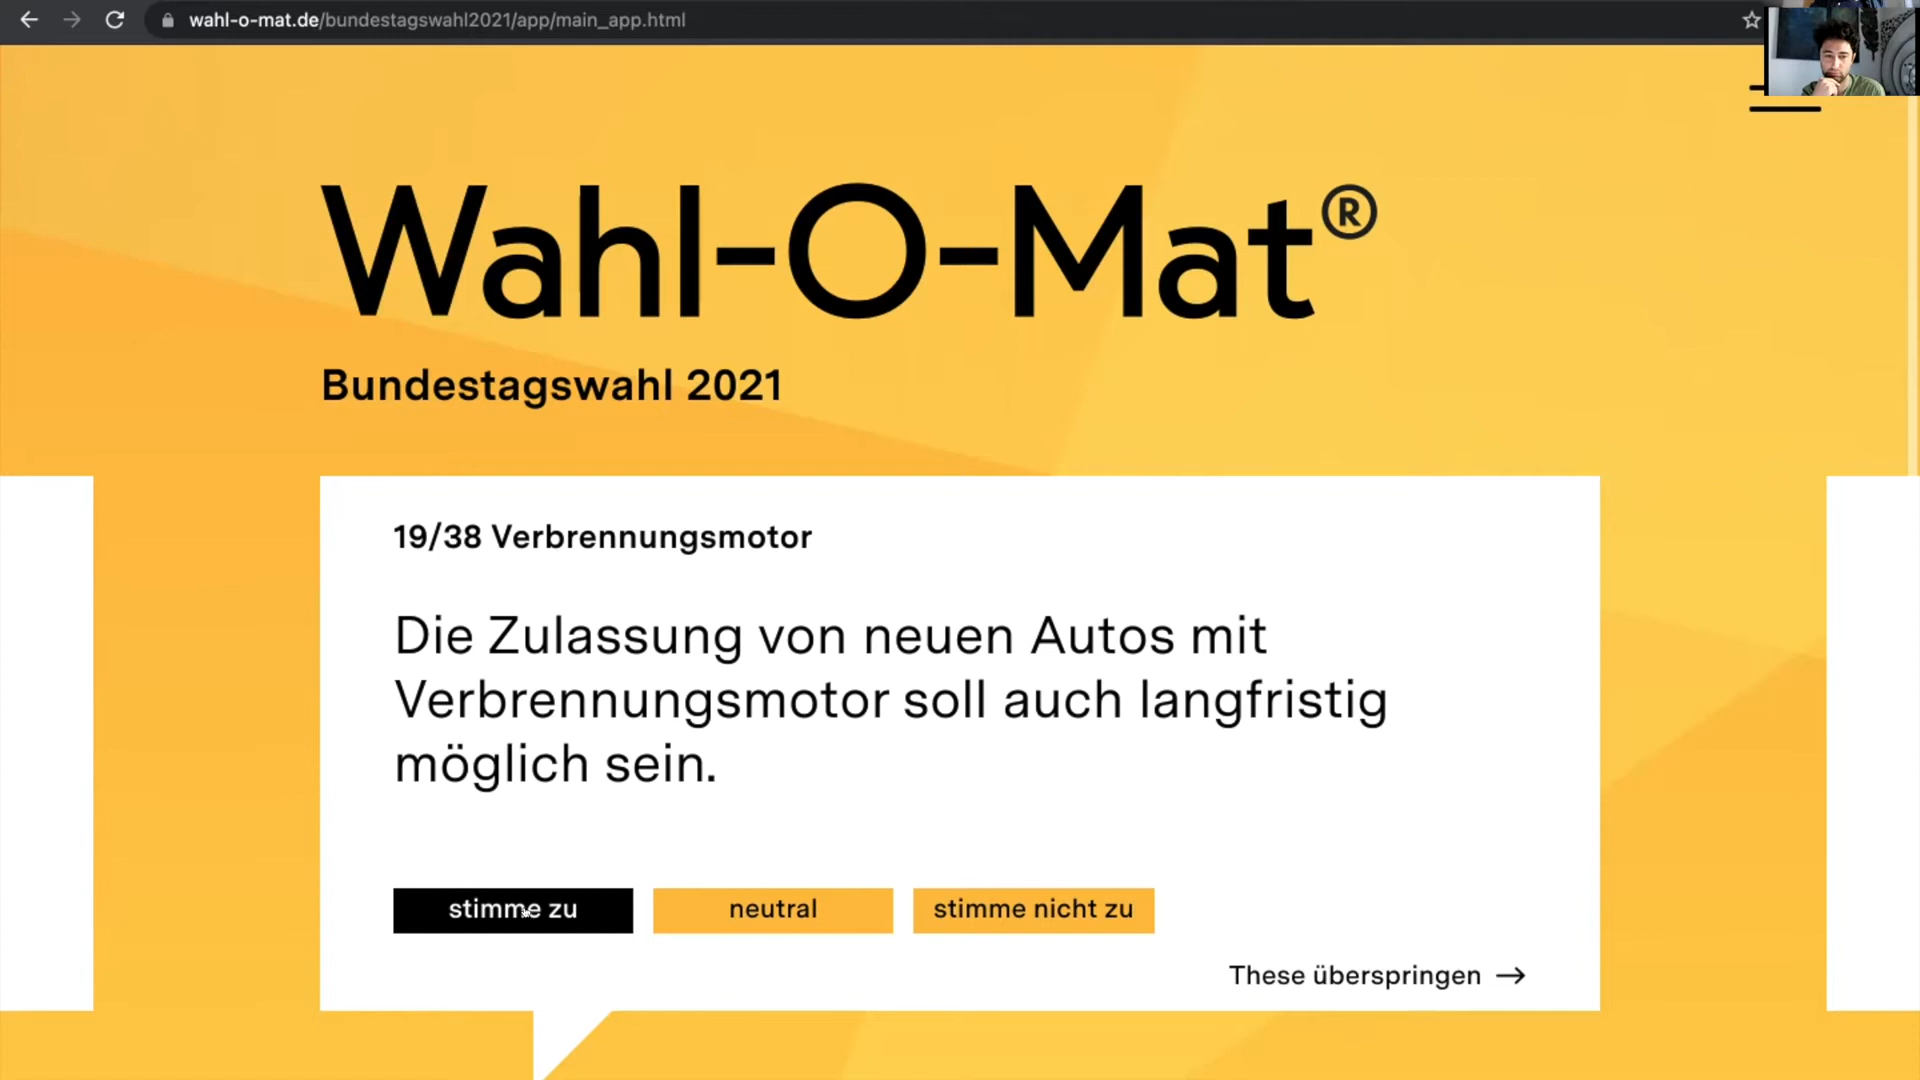 wahl-o-mat.de/bundestagswahl2021/app/main_app.html
Wahl-O-Mat®
Bundestagswahl 2021
19/38 Verbrennungsmotor
Die Zulassung von neuen Autos mit
Verbrennungsmotor soll auch langfristig
möglich sein.
stimme zu
neutral
stimme nicht zu
These überspringen →